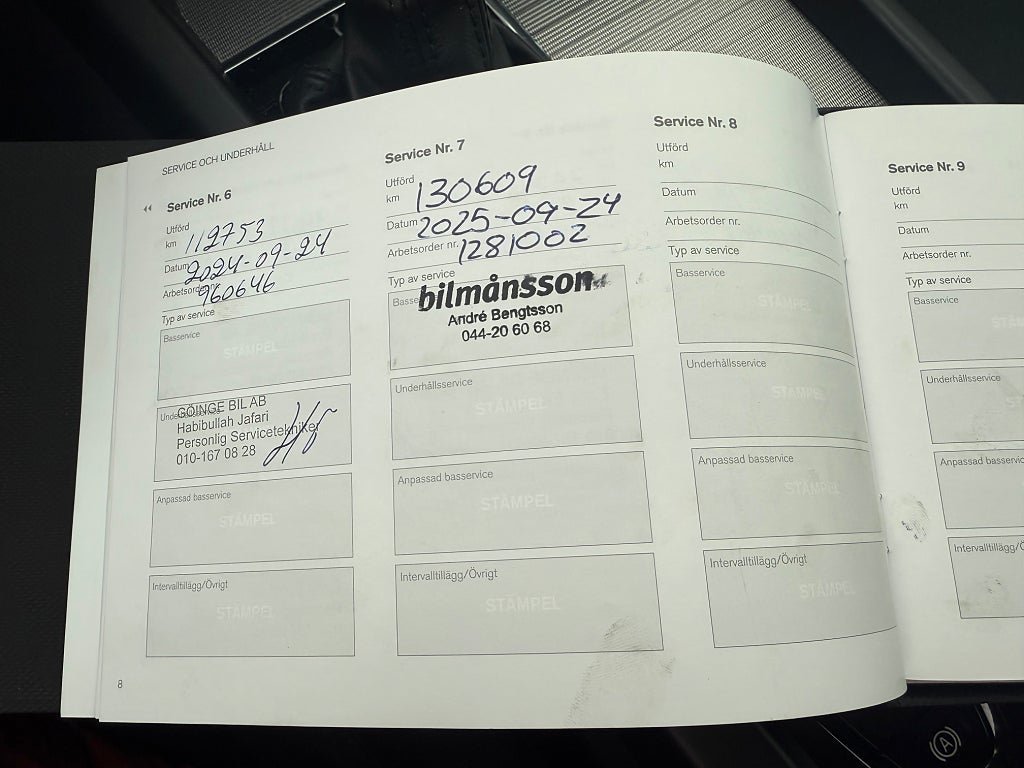 SERVICE OCH UNDERHÅLL
Service Nr. 6
Utförd
km 112753
Datum 2024-09-24
Arbetsorder nr. 960646
Typ av service
Basservice
STÄMPEL
Underhållsservice
GÖINGE BIL AB
Habibullah Jafari
Personlig Servicetekniker
010-167 08 28
Anpassad basservice
STÄMPEL
Intervalltillägg/Övrigt
STÄMPEL
8
Service Nr. 7
Utförd
km 130609
Datum 2025-09-24
Arbetsorder nr. 1281002
Typ av service
bilmånsson
André Bengtsson
044-20 60 68
Underhållsservice
STÄMPEL
Anpassad basservice
STÄMPEL
Intervalltillägg/Övrigt
STÄMPEL
Service Nr. 8
Utförd
km
Datum
Arbetsorder nr.
Typ av service
Basservice
STÄMPEL
Underhållsservice
STÄMPEL
Anpassad basservice
STÄMPEL
Intervalltillägg/Övrigt
STÄMPEL
Service Nr. 9
Utförd
km
Datum
Arbetsorder nr.
Typ av service
Basservice
Underhållsservice
Anpassad basservice
Intervalltillägg/
A